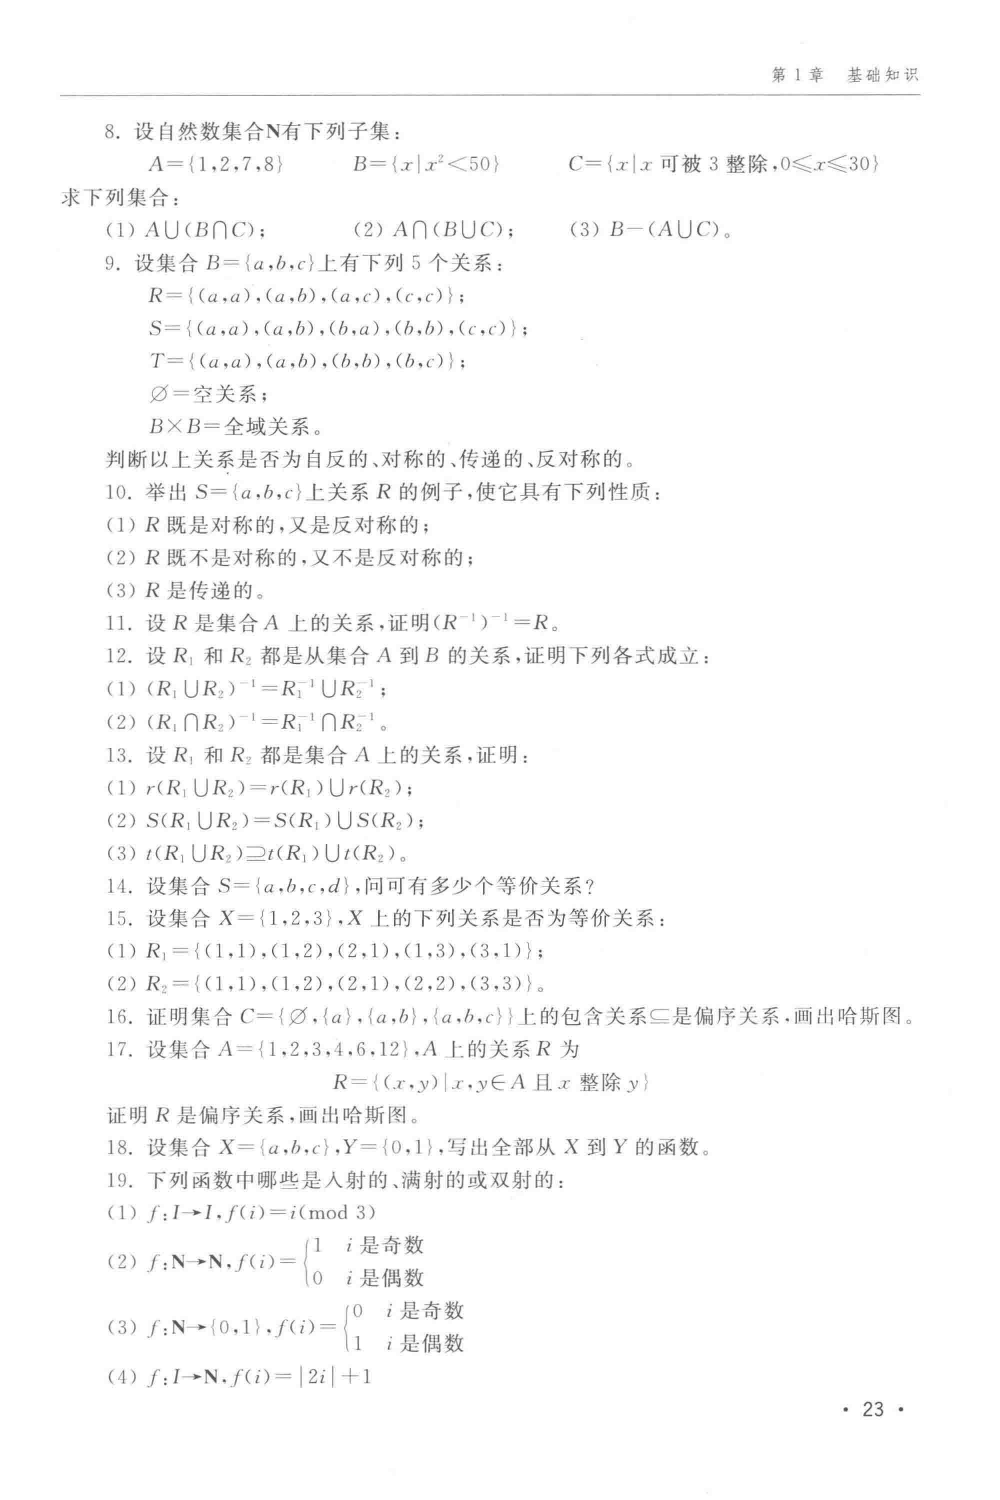 第 1 章　基础知识
8. 设自然数集合N有下列子集：
A={1,2,7,8}　B={x|x²<50}　C={x|x 可被 3 整除,0≤x≤30}
求下列集合：
(1) A∪(B∩C);　(2) A∩(B∪C);　(3) B−(A∪C)。
9. 设集合 B={a,b,c}上有下列 5 个关系：
R={(a,a),(a,b),(a,c),(c,c)};
S={(a,a),(a,b),(b,a),(b,b),(c,c)};
T={(a,a),(a,b),(b,b),(b,c)};
∅=空关系；
B×B=全域关系。
判断以上关系是否为自反的、对称的、传递的、反对称的。
10. 举出 S={a,b,c}上关系 R 的例子,使它具有下列性质：
(1) R 既是对称的,又是反对称的；
(2) R 既不是对称的,又不是反对称的；
(3) R 是传递的。
11. 设 R 是集合 A 上的关系,证明(R⁻¹)⁻¹=R。
12. 设 R₁ 和 R₂ 都是从集合 A 到 B 的关系,证明下列各式成立：
(1) (R₁∪R₂)⁻¹=R₁⁻¹∪R₂⁻¹;
(2) (R₁∩R₂)⁻¹=R₁⁻¹∩R₂⁻¹。
13. 设 R₁ 和 R₂ 都是集合 A 上的关系,证明：
(1) r(R₁∪R₂)=r(R₁)∪r(R₂);
(2) S(R₁∪R₂)=S(R₁)∪S(R₂);
(3) t(R₁∪R₂)⊇t(R₁)∪t(R₂)。
14. 设集合 S={a,b,c,d},问可有多少个等价关系？
15. 设集合 X={1,2,3},X 上的下列关系是否为等价关系：
(1) R₁={(1,1),(1,2),(2,1),(1,3),(3,1)};
(2) R₂={(1,1),(1,2),(2,1),(2,2),(3,3)}。
16. 证明集合 C={∅,{a},{a,b},{a,b,c}}上的包含关系⊆是偏序关系,画出哈斯图。
17. 设集合 A={1,2,3,4,6,12},A 上的关系 R 为
R={(x,y)|x,y∈A 且 x 整除 y}
证明 R 是偏序关系,画出哈斯图。
18. 设集合 X={a,b,c},Y={0,1},写出全部从 X 到 Y 的函数。
19. 下列函数中哪些是入射的、满射的或双射的：
(1) f:I→I,f(i)=i(mod 3)
(2) f:N→N,f(i)={1　i 是奇数
0　i 是偶数
(3) f:N→{0,1},f(i)={0　i 是奇数
1　i 是偶数
(4) f:I→N,f(i)=|2i|+1
· 23 ·